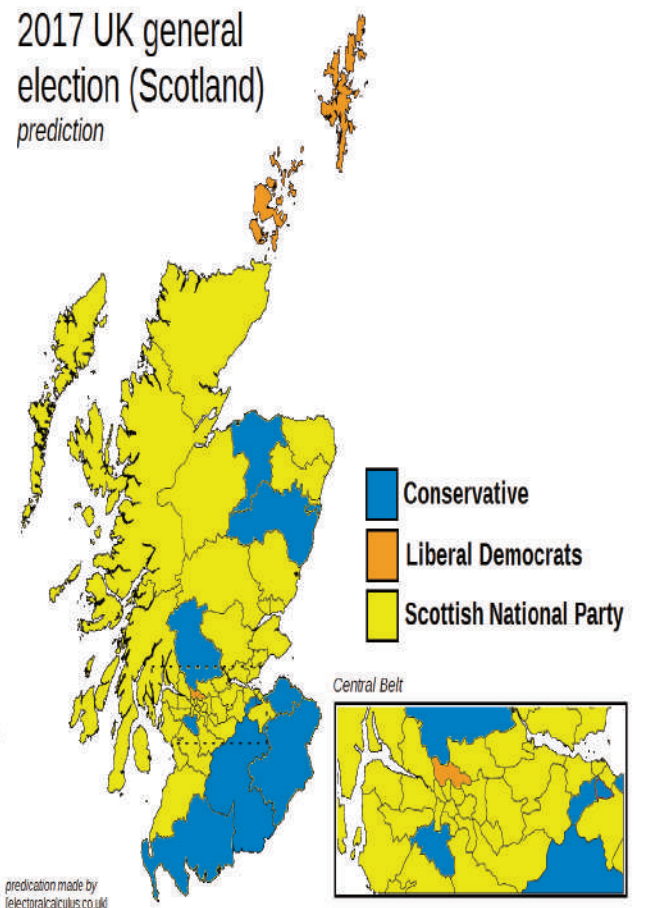 2017 UK general
election (Scotland)
prediction
Conservative
Liberal Democrats
Scottish National Party
Central Belt
predication made by
[electoralcalculus.co.uk]